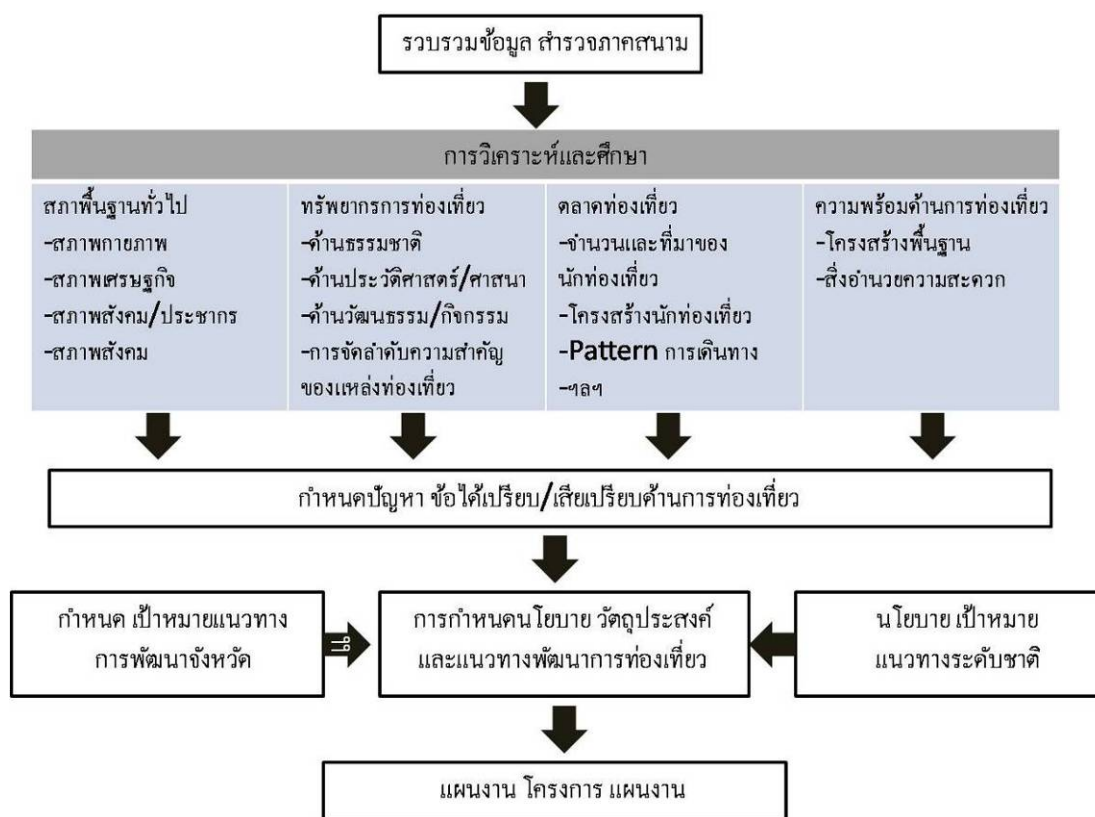 รวบรวมข้อมูล สำรวจภาคสนาม
การวิเคราะห์และศึกษา
สภาพื้นฐานทั่วไป
-สภาพกายภาพ
-สภาพเศรษฐกิจ
-สภาพสังคม/ประชากร
-สภาพสังคม
ทรัพยากรการท่องเที่ยว
-ด้านธรรมชาติ
-ด้านประวัติศาสตร์/ศาสนา
-ด้านวัฒนธรรม/กิจกรรม
-การจัดลำดับความสำคัญ
ของแหล่งท่องเที่ยว
ตลาดท่องเที่ยว
-จำนวนและที่มาของ
นักท่องเที่ยว
-โครงสร้างนักท่องเที่ยว
-Pattern การเดินทาง
-ฯลฯ
ความพร้อมด้านการท่องเที่ยว
-โครงสร้างพื้นฐาน
-สิ่งอำนวยความสะดวก
กำหนดปัญหา ข้อได้เปรียบ/เสียเปรียบด้านการท่องเที่ยว
กำหนด เป้าหมายแนวทาง
การพัฒนาจังหวัด
การกำหนดนโยบาย วัตถุประสงค์
และแนวทางพัฒนาการท่องเที่ยว
นโยบาย เป้าหมาย
แนวทางระดับชาติ
แผนงาน โครงการ แผนงาน